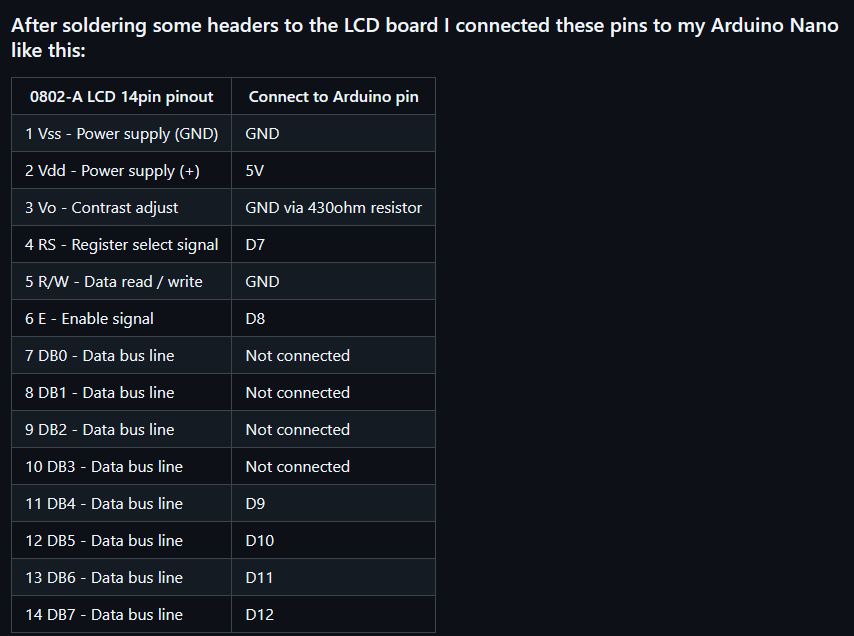 After soldering some headers to the LCD board I connected these pins to my Arduino Nano
like this:
0802-A LCD 14pin pinout Connect to Arduino pin
1 Vss - Power supply (GND) GND
2 Vdd - Power supply (+) 5V
3 Vo - Contrast adjust GND via 430ohm resistor
4 RS - Register select signal D7
5 R/W - Data read / write GND
6 E - Enable signal D8
7 DB0 - Data bus line Not connected
8 DB1 - Data bus line Not connected
9 DB2 - Data bus line Not connected
10 DB3 - Data bus line Not connected
11 DB4 - Data bus line D9
12 DB5 - Data bus line D10
13 DB6 - Data bus line D11
14 DB7 - Data bus line D12